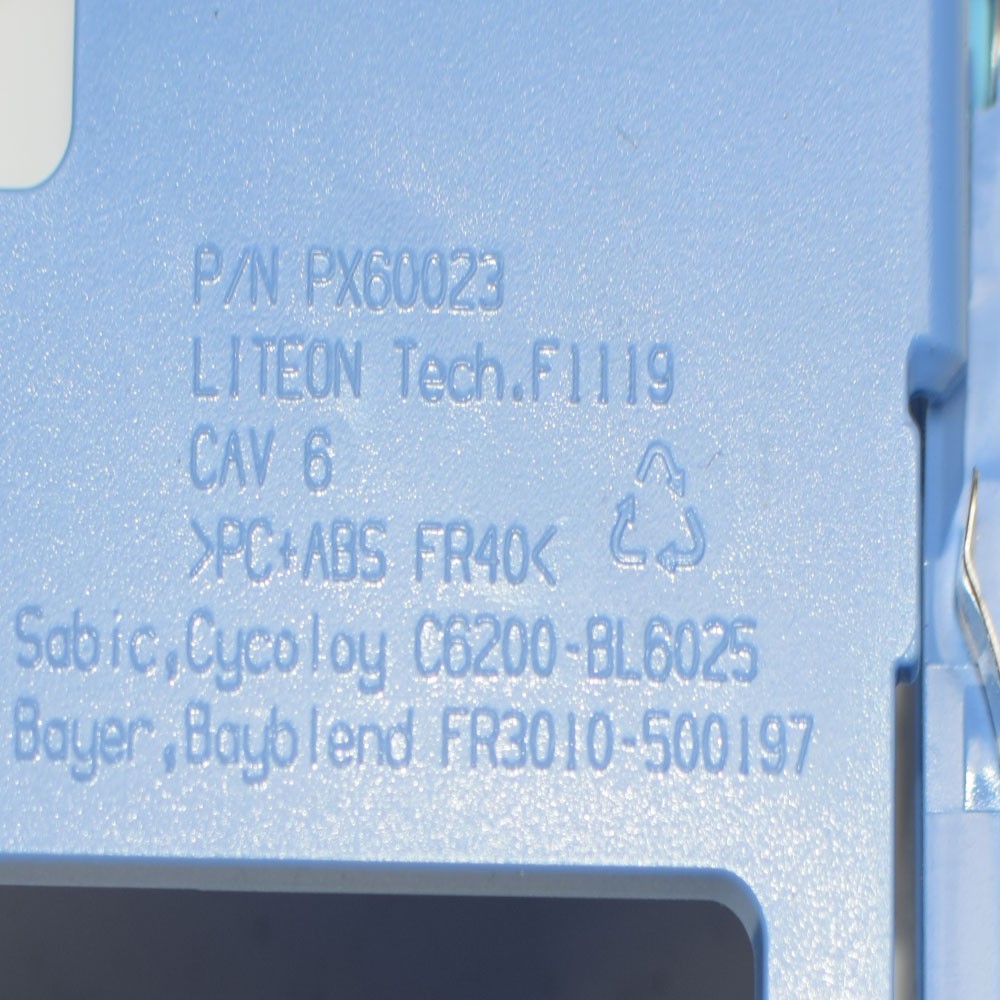 P/N PX60023
LITEON Tech.F1119
CAV 6
>PC+ABS FR40<
Sabic,Cycoloy C6200-BL6025
Bayer,Bayblend FR3010-500197